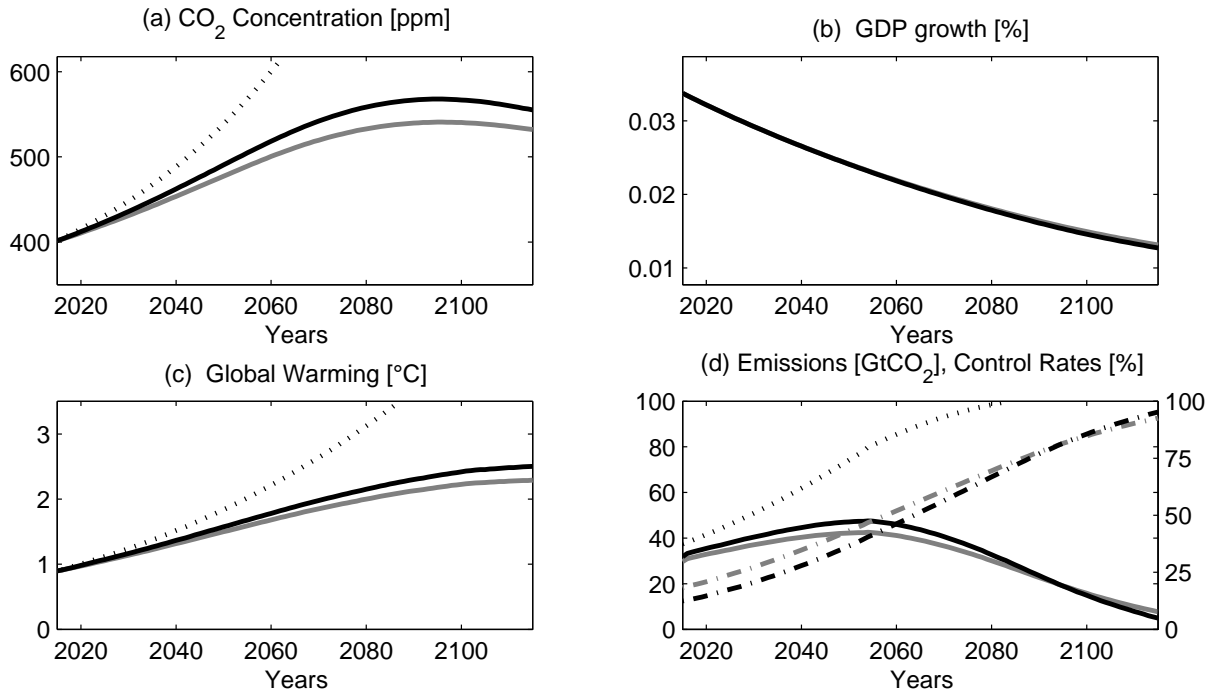 (a) CO2 Concentration [ppm]
600
500
400
2020 2040 2060 2080 2100
Years
(b) GDP growth [%]
0.03
0.02
0.01
2020 2040 2060 2080 2100
Years
(c) Global Warming [°C]
3
2
1
0
2020 2040 2060 2080 2100
Years
(d) Emissions [GtCO2], Control Rates [%]
100
80
60
40
20
0
100
75
50
25
0
2020 2040 2060 2080 2100
Years